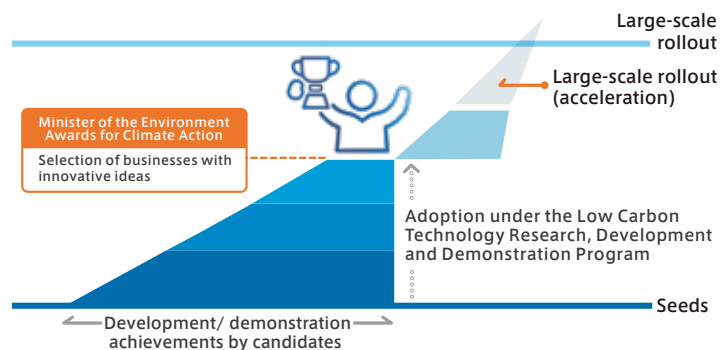 Large-scale
rollout
Large-scale rollout
(acceleration)
Minister of the Environment
Awards for Climate Action
Selection of businesses with
innovative ideas
Adoption under the Low Carbon
Technology Research, Development
and Demonstration Program
Seeds
Development/ demonstration
achievements by candidates